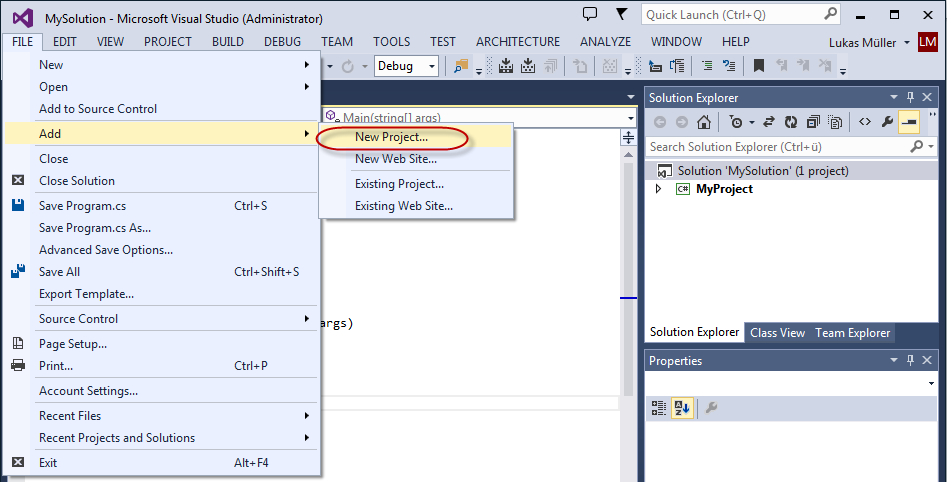 MySolution - Microsoft Visual Studio (Administrator)
Quick Launch (Ctrl+Q)
FILE EDIT VIEW PROJECT BUILD DEBUG TEAM TOOLS TEST ARCHITECTURE ANALYZE WINDOW HELP Lukas Müller LM
Debug
New
Open
Add to Source Control
Add
Close
Close Solution
Save Program.cs Ctrl+S
Save Program.cs As...
Advanced Save Options...
Save All Ctrl+Shift+S
Export Template...
Source Control
Page Setup...
Print... Ctrl+P
Account Settings...
Recent Files
Recent Projects and Solutions
Exit Alt+F4
Main(string[] args)
New Project...
New Web Site...
Existing Project...
Existing Web Site...
args)
Solution Explorer
Search Solution Explorer (Ctrl+ü)
Solution 'MySolution' (1 project)
C# MyProject
Solution Explorer Class View Team Explorer
Properties